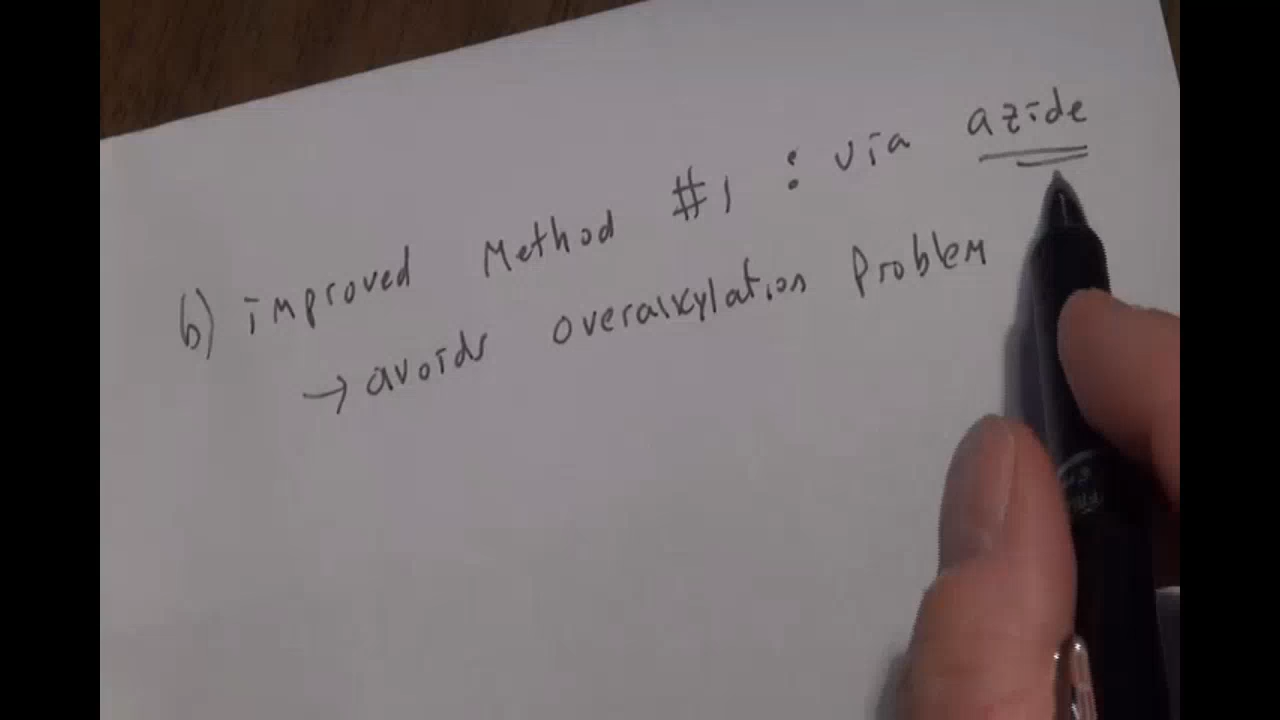 b) improved Method #1 : via azide
→ avoids overalkylation Problem